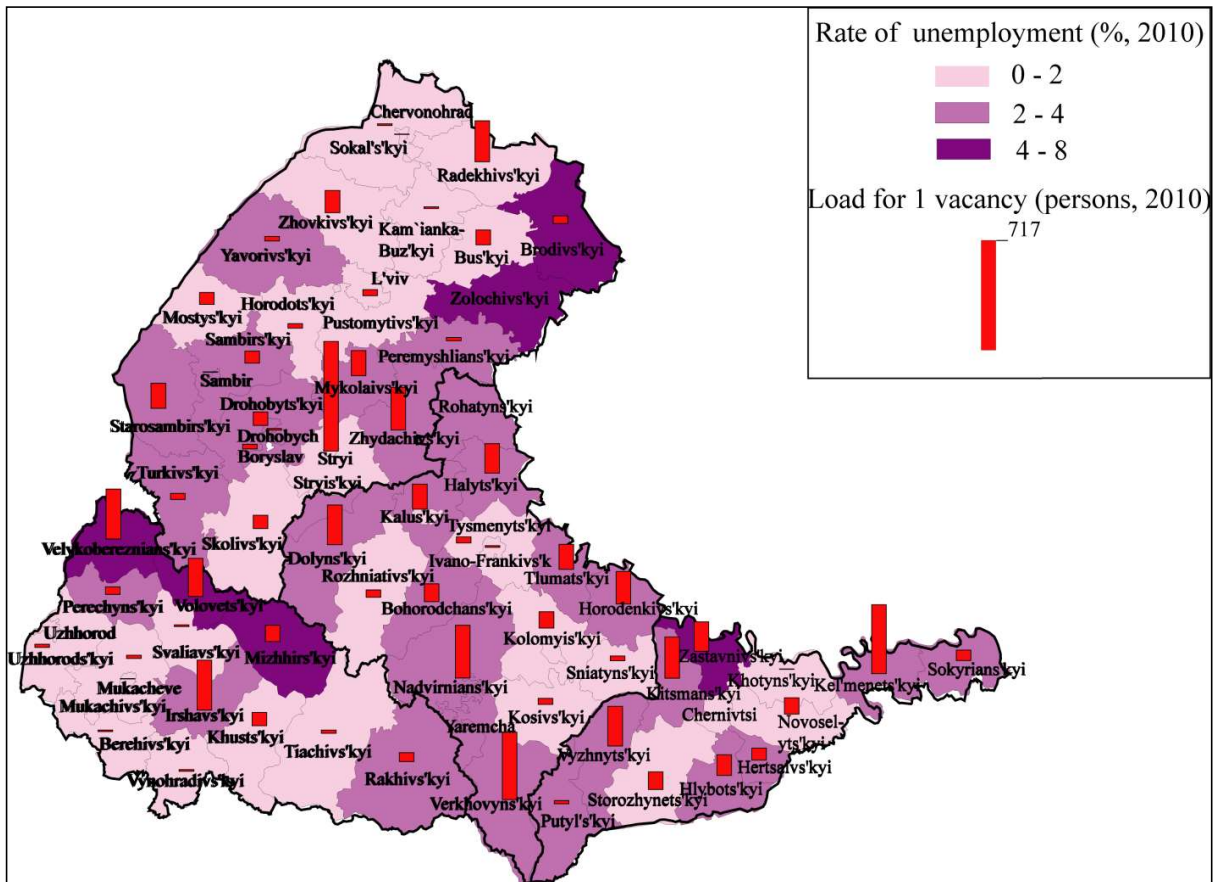 Rate of unemployment (%, 2010)
0 - 2
2 - 4
4 - 8
Load for 1 vacancy (persons, 2010)
717
Chervonohrad
Sokal's'kyi
Radekhivs'kyi
Zhovkivs'kyi
Kam`ianka-
Buz'kyi
Bus'kyi
Brodivs'kyi
Yavorivs'kyi
L'viv
Zolochivs'kyi
Mostys'kyi
Horodots'kyi
Pustomytivs'kyi
Sambirs'kyi
Peremyshlians'kyi
Sambir
Mykolaivs'kyi
Drohobyts'kyi
Rohatyns'kyi
Starosambirs'kyi
Drohobych
Zhydachivs'kyi
Boryslav
Stryi
Turkivs'kyi
Stryis'kyi
Halyts'kyi
Kalus'kyi
Tysmenyts'kyi
Velykobereznians'kyi
Skolivs'kyi
Dolyns'kyi
Ivano-Frankivs'k
Rozhniativs'kyi
Tlumats'kyi
Perechyns'kyi
Volovets'kyi
Bohorodchans'kyi
Horodenkivs'kyi
Uzhhorod
Kolomyis'kyi
Uzhhorods'kyi
Svaliavs'kyi
Mizhhirs'kyi
Zastavnivs'kyi
Sniatyns'kyi
Khotyns'kyi
Sokyrians'kyi
Mukacheve
Nadvirnians'kyi
Kitsmans'kyi
Kel'menets'kyi
Mukachivs'kyi
Irshavs'kyi
Kosivs'kyi
Chernivtsi
Novosel-
yts'kyi
Berehivs'kyi
Khusts'kyi
Tiachivs'kyi
Yaremcha
Vyzhnyts'kyi
Hertsaivs'kyi
Vynohradivs'kyi
Rakhivs'kyi
Verkhovyns'kyi
Storozhynets'kyi
Hlybots'kyi
Putyl's'kyi